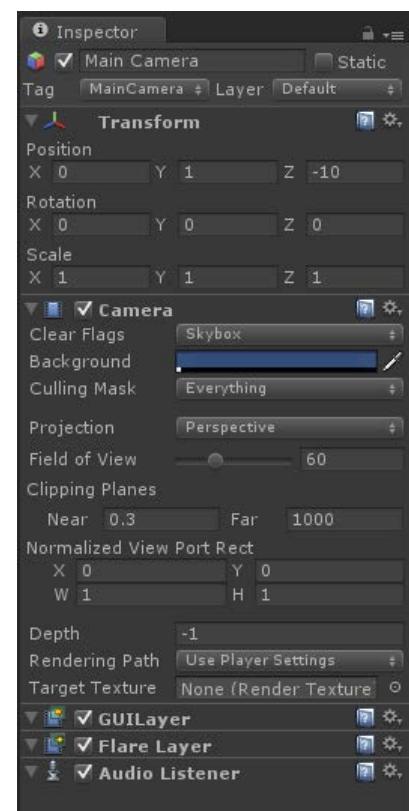 Inspector
Main Camera Static
Tag MainCamera Layer Default
Transform
Position
X 0 Y 1 Z -10
Rotation
X 0 Y 0 Z 0
Scale
X 1 Y 1 Z 1
Camera
Clear Flags Skybox
Background
Culling Mask Everything
Projection Perspective
Field of View 60
Clipping Planes
Near 0.3 Far 1000
Normalized View Port Rect
X 0 Y 0
W 1 H 1
Depth -1
Rendering Path Use Player Settings
Target Texture None (Render Texture
GUILayer
Flare Layer
Audio Listener